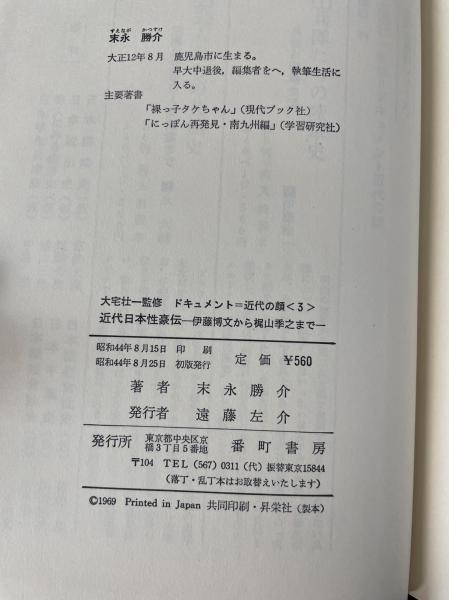 すえなが かつすけ
末永 勝介
大正12年8月 鹿児島市に生まる。
早大中退後,編集者をへ,執筆生活に
入る。
主要著書
「裸っ子タケちゃん」(現代ブック社)
「にっぽん再発見・南九州編」(学習研究社)
大宅壮一監修 ドキュメント=近代の顔<3>
近代日本性豪伝―伊藤博文から梶山季之まで―
昭和44年8月15日 印刷
昭和44年8月25日 初版発行
定価 ¥560
著者 末永勝介
発行者 遠藤左介
発行所 東京都中央区京橋3丁目5番地 番町書房
〒104 TEL(567)0311(代)振替東京15844
(落丁・乱丁本はお取替えいたします)
©1969 Printed in Japan 共同印刷・昇栄社(製本)